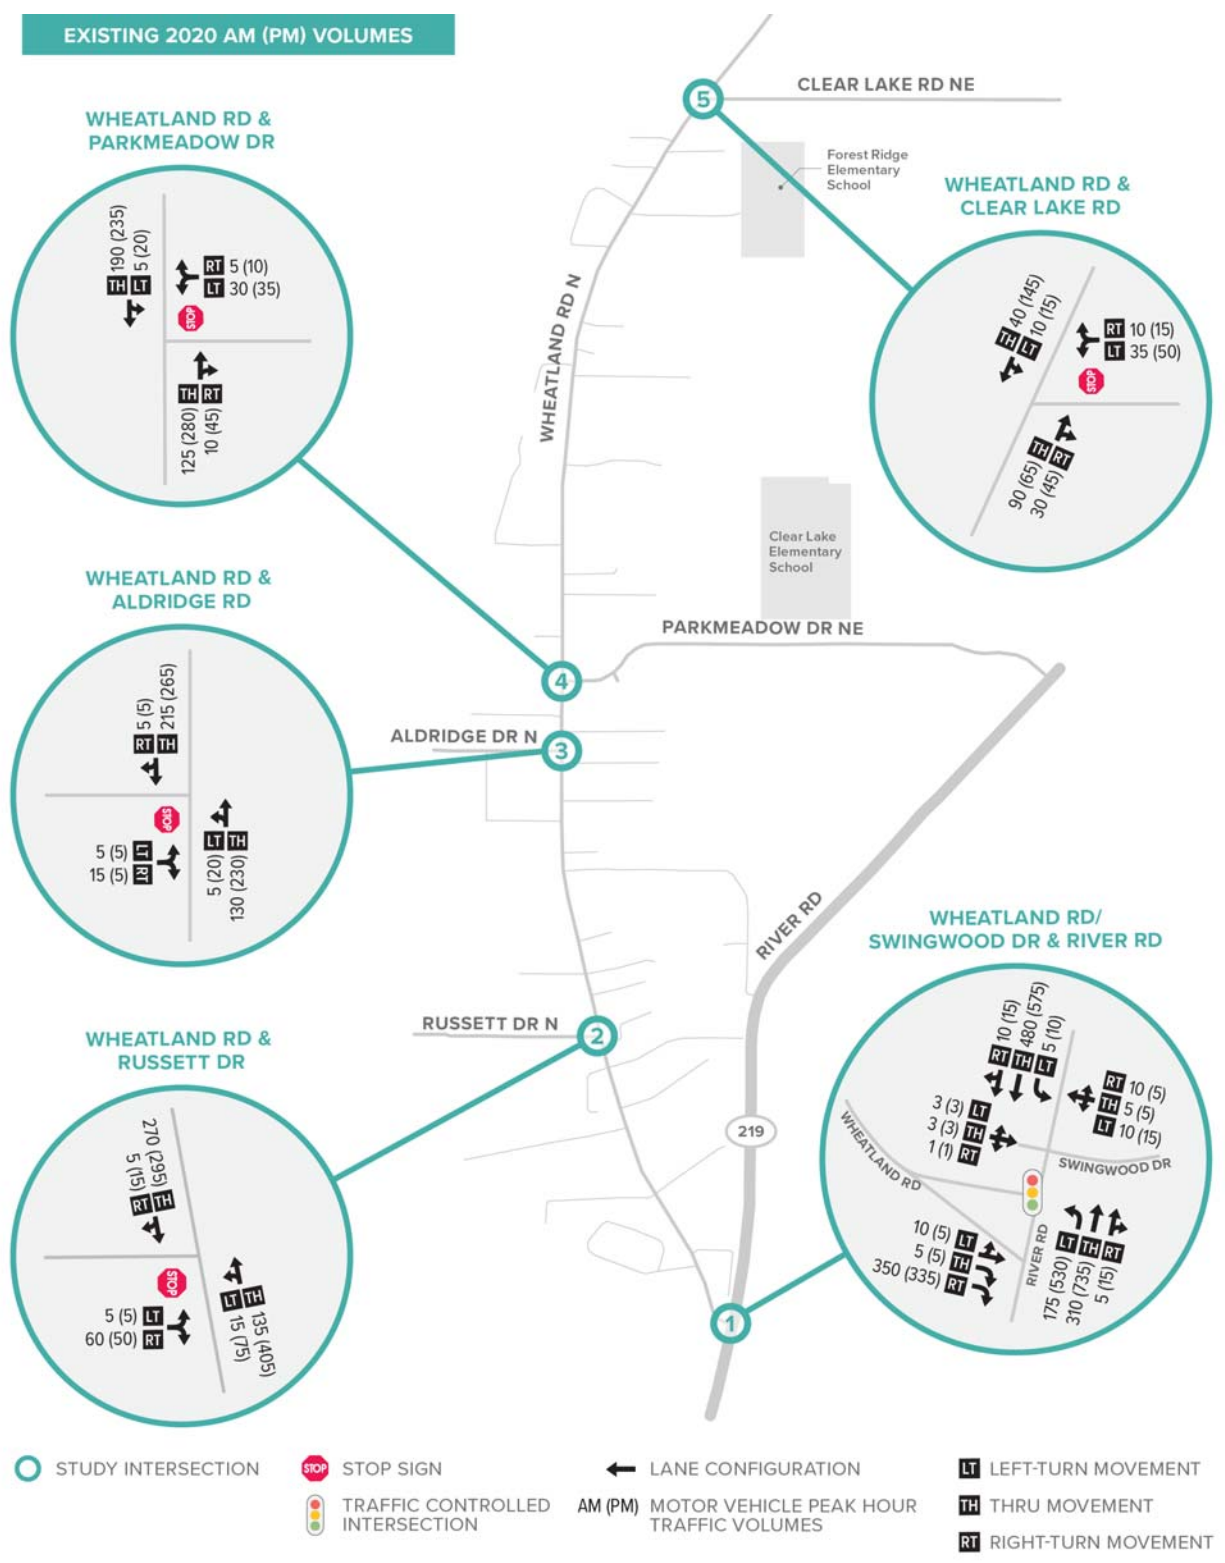 EXISTING 2020 AM (PM) VOLUMES
WHEATLAND RD &
PARKMEADOW DR
TH 190 (235)
LT 5 (20)
RT 5 (10)
LT 30 (35)
STOP
TH RT
125 (280)
10 (45)
5
CLEAR LAKE RD NE
Forest Ridge
Elementary
School
WHEATLAND RD &
CLEAR LAKE RD
TH 40 (145)
LT 10 (15)
RT 10 (15)
LT 35 (50)
STOP
90 (65) TH
30 (45) RT
WHEATLAND RD N
Clear Lake
Elementary
School
PARKMEADOW DR NE
4
WHEATLAND RD &
ALDRIDGE RD
RT 5 (5)
TH 215 (265)
STOP
5 (5) LT
15 (5) RT
LT TH
5 (20)
130 (230)
ALDRIDGE DR N
3
RIVER RD
RUSSETT DR N
2
219
1
WHEATLAND RD &
RUSSETT DR
270 (295) TH
5 (15) RT
STOP
5 (5) LT
60 (50) RT
LT 15 (75)
TH 135 (405)
WHEATLAND RD/
SWINGWOOD DR & RIVER RD
RT 10 (15)
TH 480 (575)
LT 5 (10)
RT 10 (5)
TH 5 (5)
LT 10 (15)
3 (3) LT
3 (3) TH
1 (1) RT
WHEATLAND RD
SWINGWOOD DR
RIVER RD
10 (5) LT
5 (5) TH
350 (335) RT
175 (530) LT
310 (735) TH
5 (15) RT
STUDY INTERSECTION
STOP STOP SIGN
TRAFFIC CONTROLLED
INTERSECTION
LANE CONFIGURATION
AM (PM) MOTOR VEHICLE PEAK HOUR
TRAFFIC VOLUMES
LT LEFT-TURN MOVEMENT
TH THRU MOVEMENT
RT RIGHT-TURN MOVEMENT